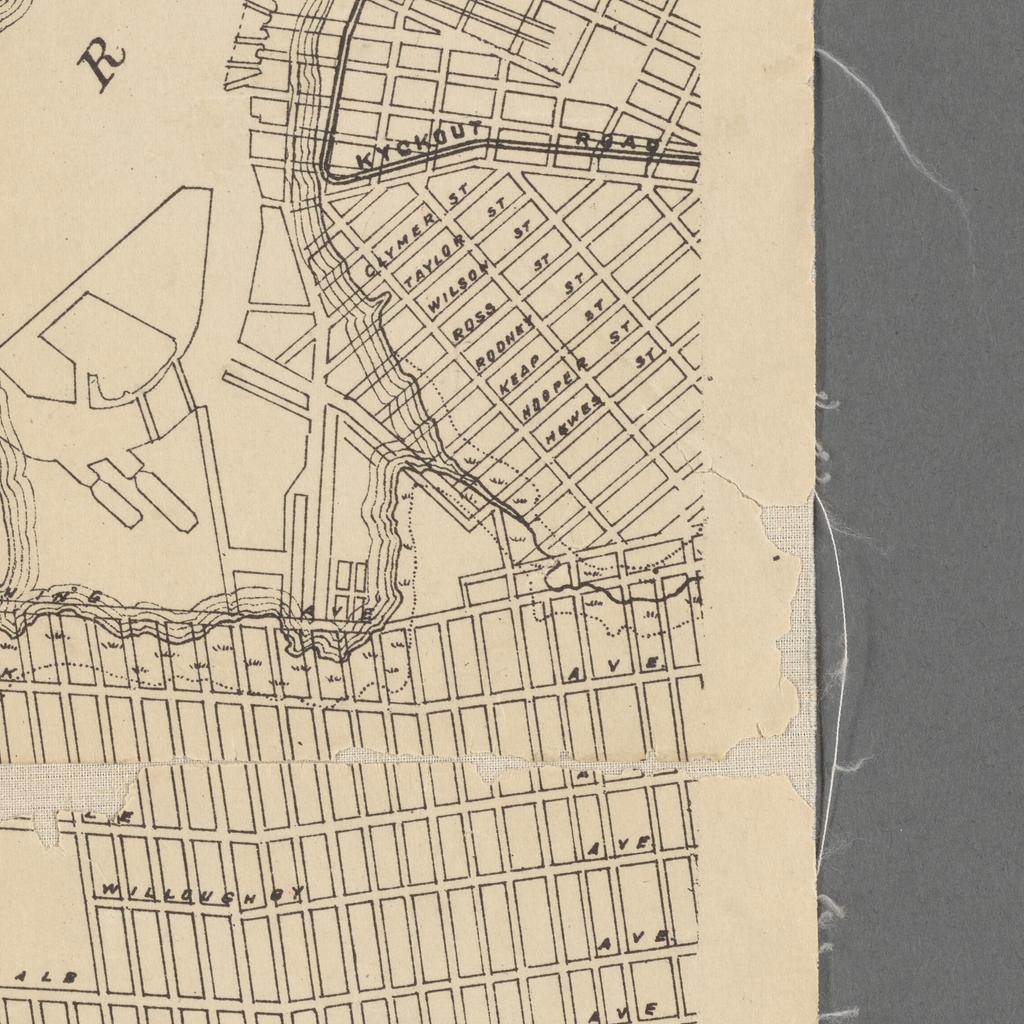 R
KYCKOUT ROAD
CLYMER ST
TAYLOR ST
WILSON ST
ROSS ST
RODNEY ST
KEAP ST
HOOPER ST
HEWES ST
AVE
AVE.
AVE.
WILLOUGHBY
AVE.
AVE